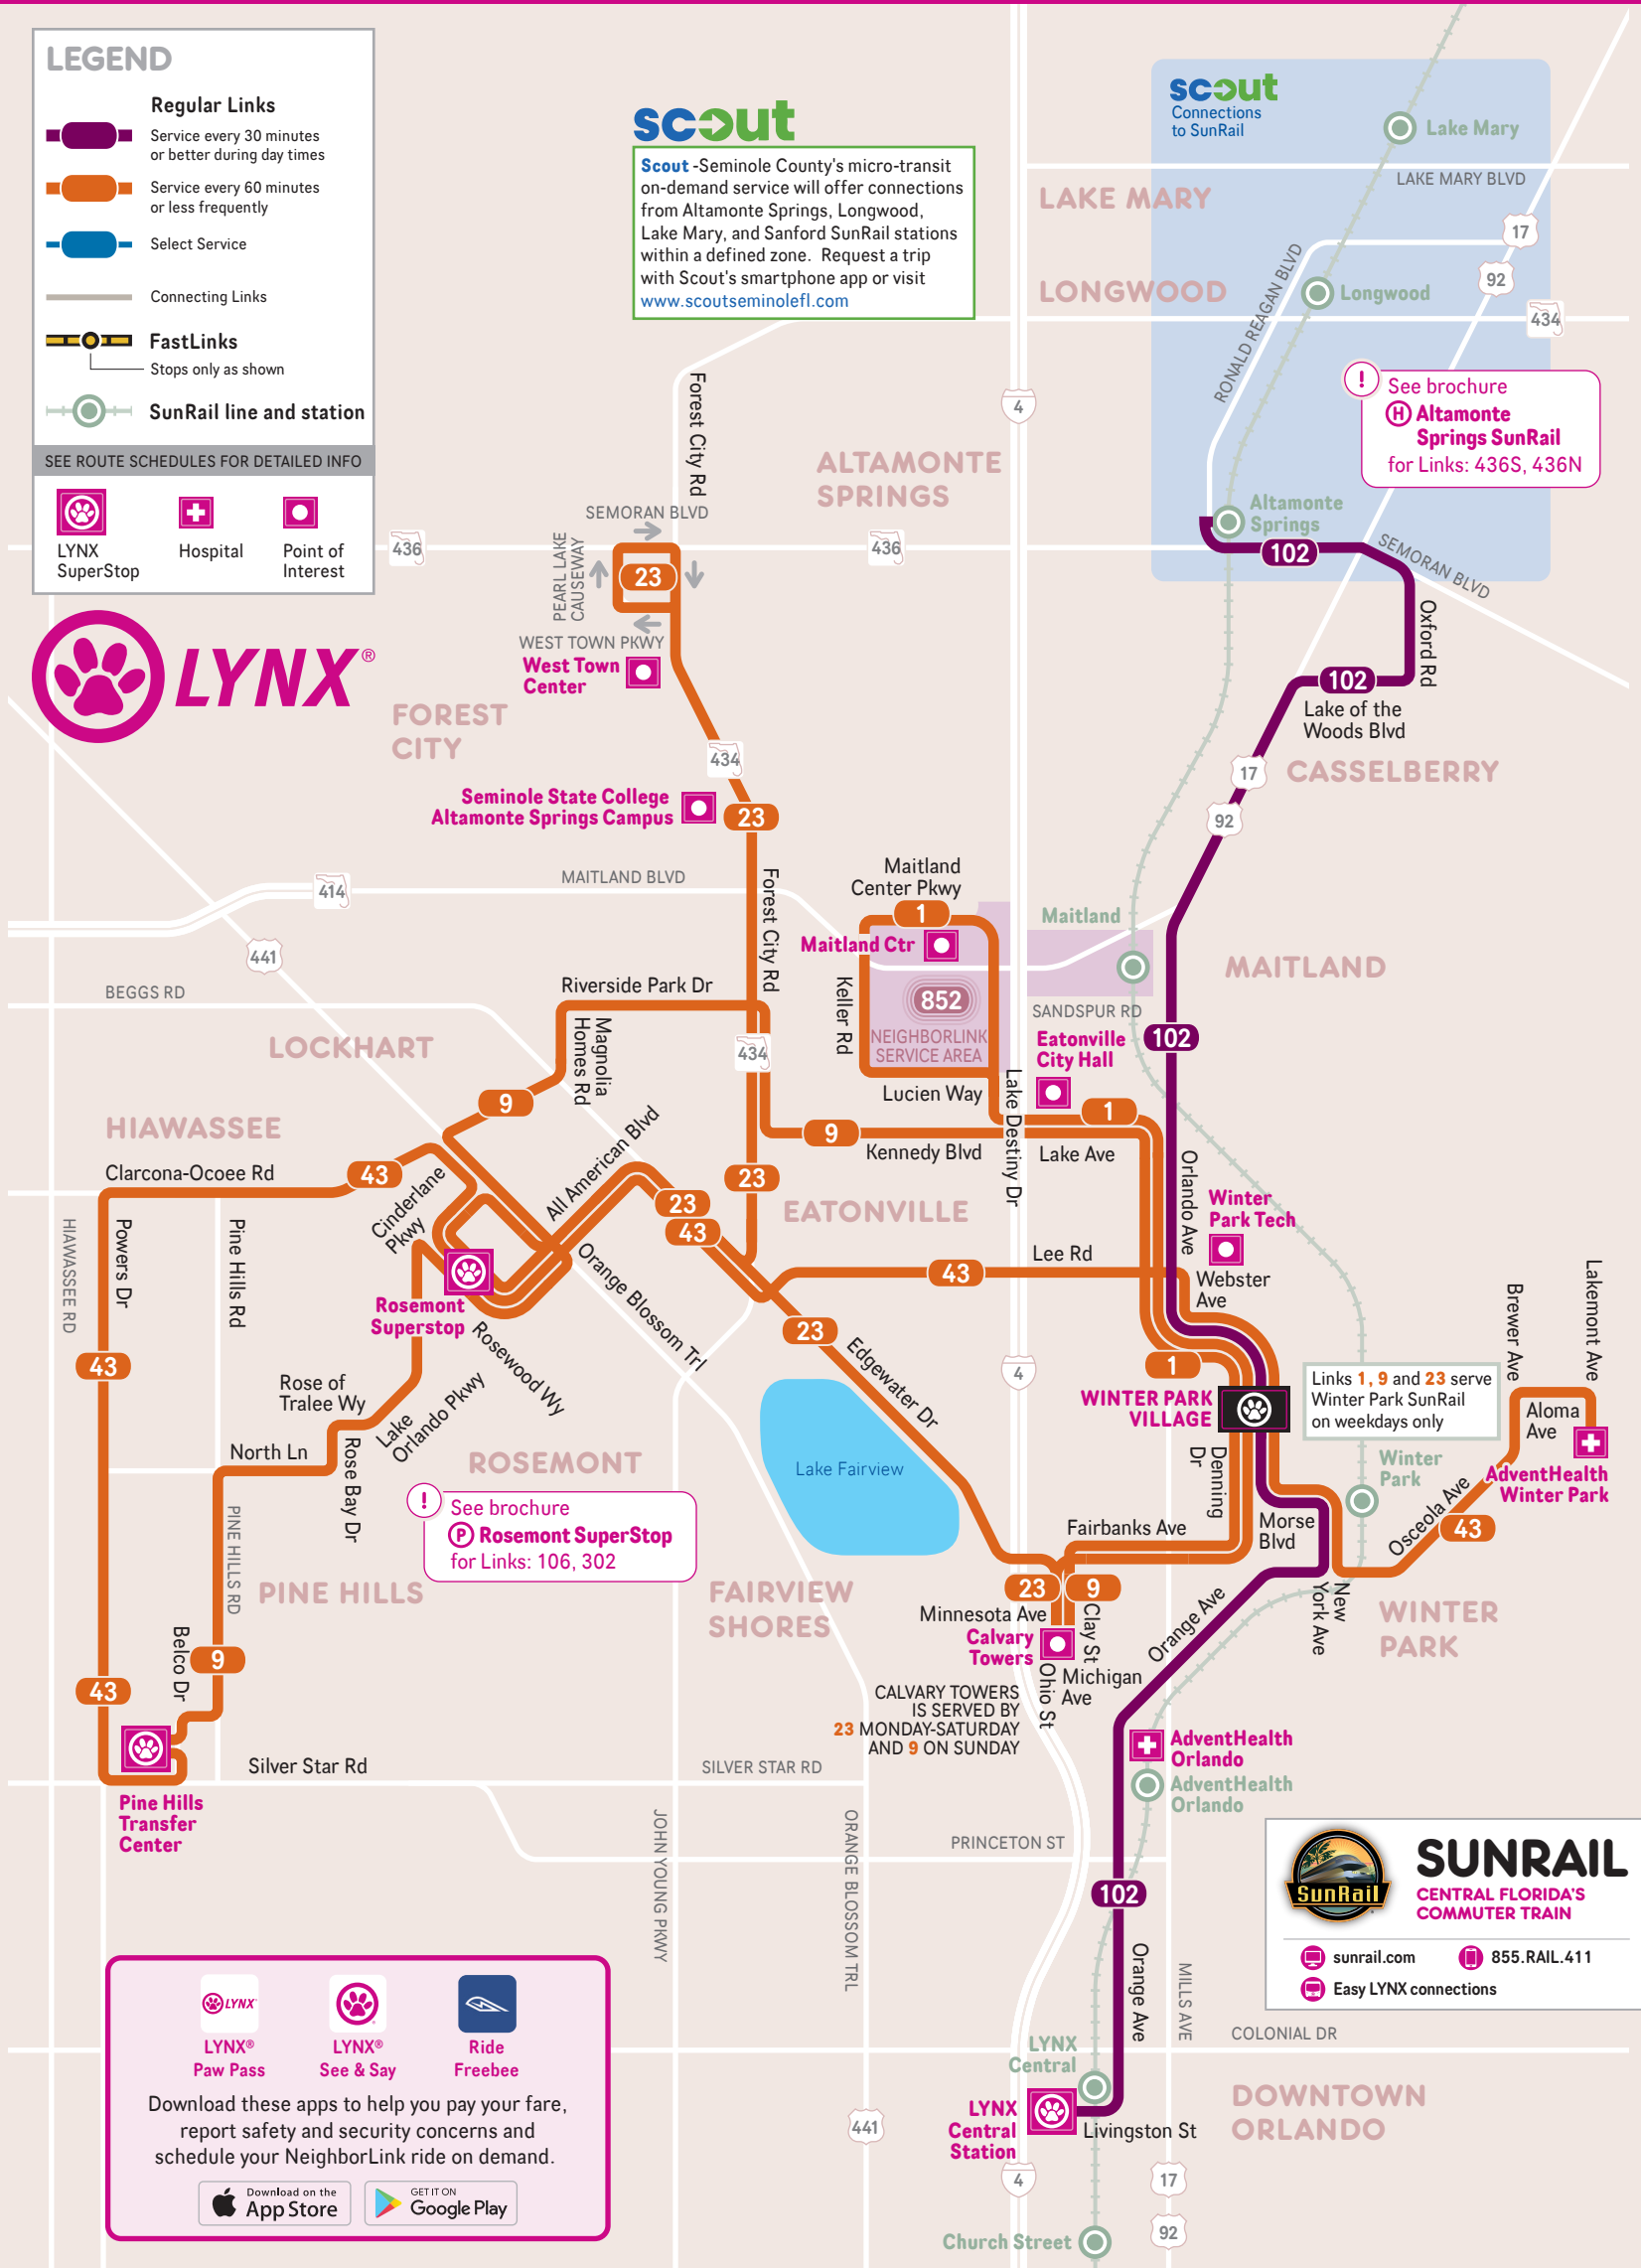 LEGEND
Regular Links
Service every 30 minutes
or better during day times
Service every 60 minutes
or less frequently
Select Service
Connecting Links
FastLinks
Stops only as shown
SunRail line and station
SEE ROUTE SCHEDULES FOR DETAILED INFO
LYNX
SuperStop
Hospital
Point of
Interest
LYNX®
scout
Scout -Seminole County's micro-transit
on-demand service will offer connections
from Altamonte Springs, Longwood,
Lake Mary, and Sanford SunRail stations
within a defined zone. Request a trip
with Scout's smartphone app or visit
www.scoutseminolefl.com
scout
Connections
to SunRail
Lake Mary
LAKE MARY BLVD
LAKE MARY
17
92
RONALD REAGAN BLVD
LONGWOOD
Longwood
434
! See brochure
H Altamonte
Springs SunRail
for Links: 436S, 436N
4
Forest City Rd
ALTAMONTE
SPRINGS
Altamonte
Springs
102
SEMORAN BLVD
SEMORAN BLVD
436
436
PEARL LAKE
CAUSEWAY
23
WEST TOWN PKWY
West Town
Center
Oxford Rd
102
Lake of the
Woods Blvd
FOREST
CITY
434
17
92
CASSELBERRY
Seminole State College
Altamonte Springs Campus
23
MAITLAND BLVD
414
441
Forest City Rd
Maitland
Center Pkwy
1
Maitland Ctr
Maitland
MAITLAND
BEGGS RD
Riverside Park Dr
Keller Rd
852
NEIGHBORLINK
SERVICE AREA
SANDSPUR RD
Eatonville
City Hall
102
LOCKHART
Magnolia
Homes Rd
434
Lucien Way
Lake Destiny Dr
9
1
9
Kennedy Blvd
Lake Ave
HIAWASSEE
Clarcona-Ocoee Rd
43
Cinderlane
Pkwy
All American Blvd
23
23
43
EATONVILLE
Orlando Ave
Winter
Park Tech
HIAWASSEE RD
Powers Dr
Pine Hills Rd
Orange Blossom Trl
Lee Rd
43
Webster
Ave
Rosemont
Superstop
Rosewood Wy
23
Edgewater Dr
4
1
Brewer Ave
Lakemont Ave
43
Rose of
Tralee Wy
Lake
Orlando Pkwy
WINTER PARK
VILLAGE
Links 1, 9 and 23 serve
Winter Park SunRail
on weekdays only
Aloma
Ave
North Ln
Rose Bay Dr
ROSEMONT
Lake Fairview
Denning
Dr
Winter
Park
AdventHealth
Winter Park
! See brochure
P Rosemont SuperStop
for Links: 106, 302
PINE HILLS RD
Fairbanks Ave
Morse
Blvd
Osceola Ave
43
PINE HILLS
FAIRVIEW
SHORES
23
9
Minnesota Ave
Clay St
Calvary
Towers
Ohio St
Michigan
Ave
Orange Ave
New
York Ave
WINTER
PARK
Belco Dr
9
43
CALVARY TOWERS
IS SERVED BY
23 MONDAY-SATURDAY
AND 9 ON SUNDAY
AdventHealth
Orlando
AdventHealth
Orlando
Silver Star Rd
SILVER STAR RD
Pine Hills
Transfer
Center
JOHN YOUNG PKWY
ORANGE BLOSSOM TRL
PRINCETON ST
102
SunRail
SUNRAIL
CENTRAL FLORIDA'S
COMMUTER TRAIN
sunrail.com
855.RAIL.411
Easy LYNX connections
Orange Ave
MILLS AVE
COLONIAL DR
LYNX
Central
LYNX
Central
Station
Livingston St
DOWNTOWN
ORLANDO
441
4
17
92
Church Street
LYNX
LYNX®
Paw Pass
LYNX®
See & Say
Ride
Freebee
Download these apps to help you pay your fare,
report safety and security concerns and
schedule your NeighborLink ride on demand.
Download on the
App Store
GET IT ON
Google Play